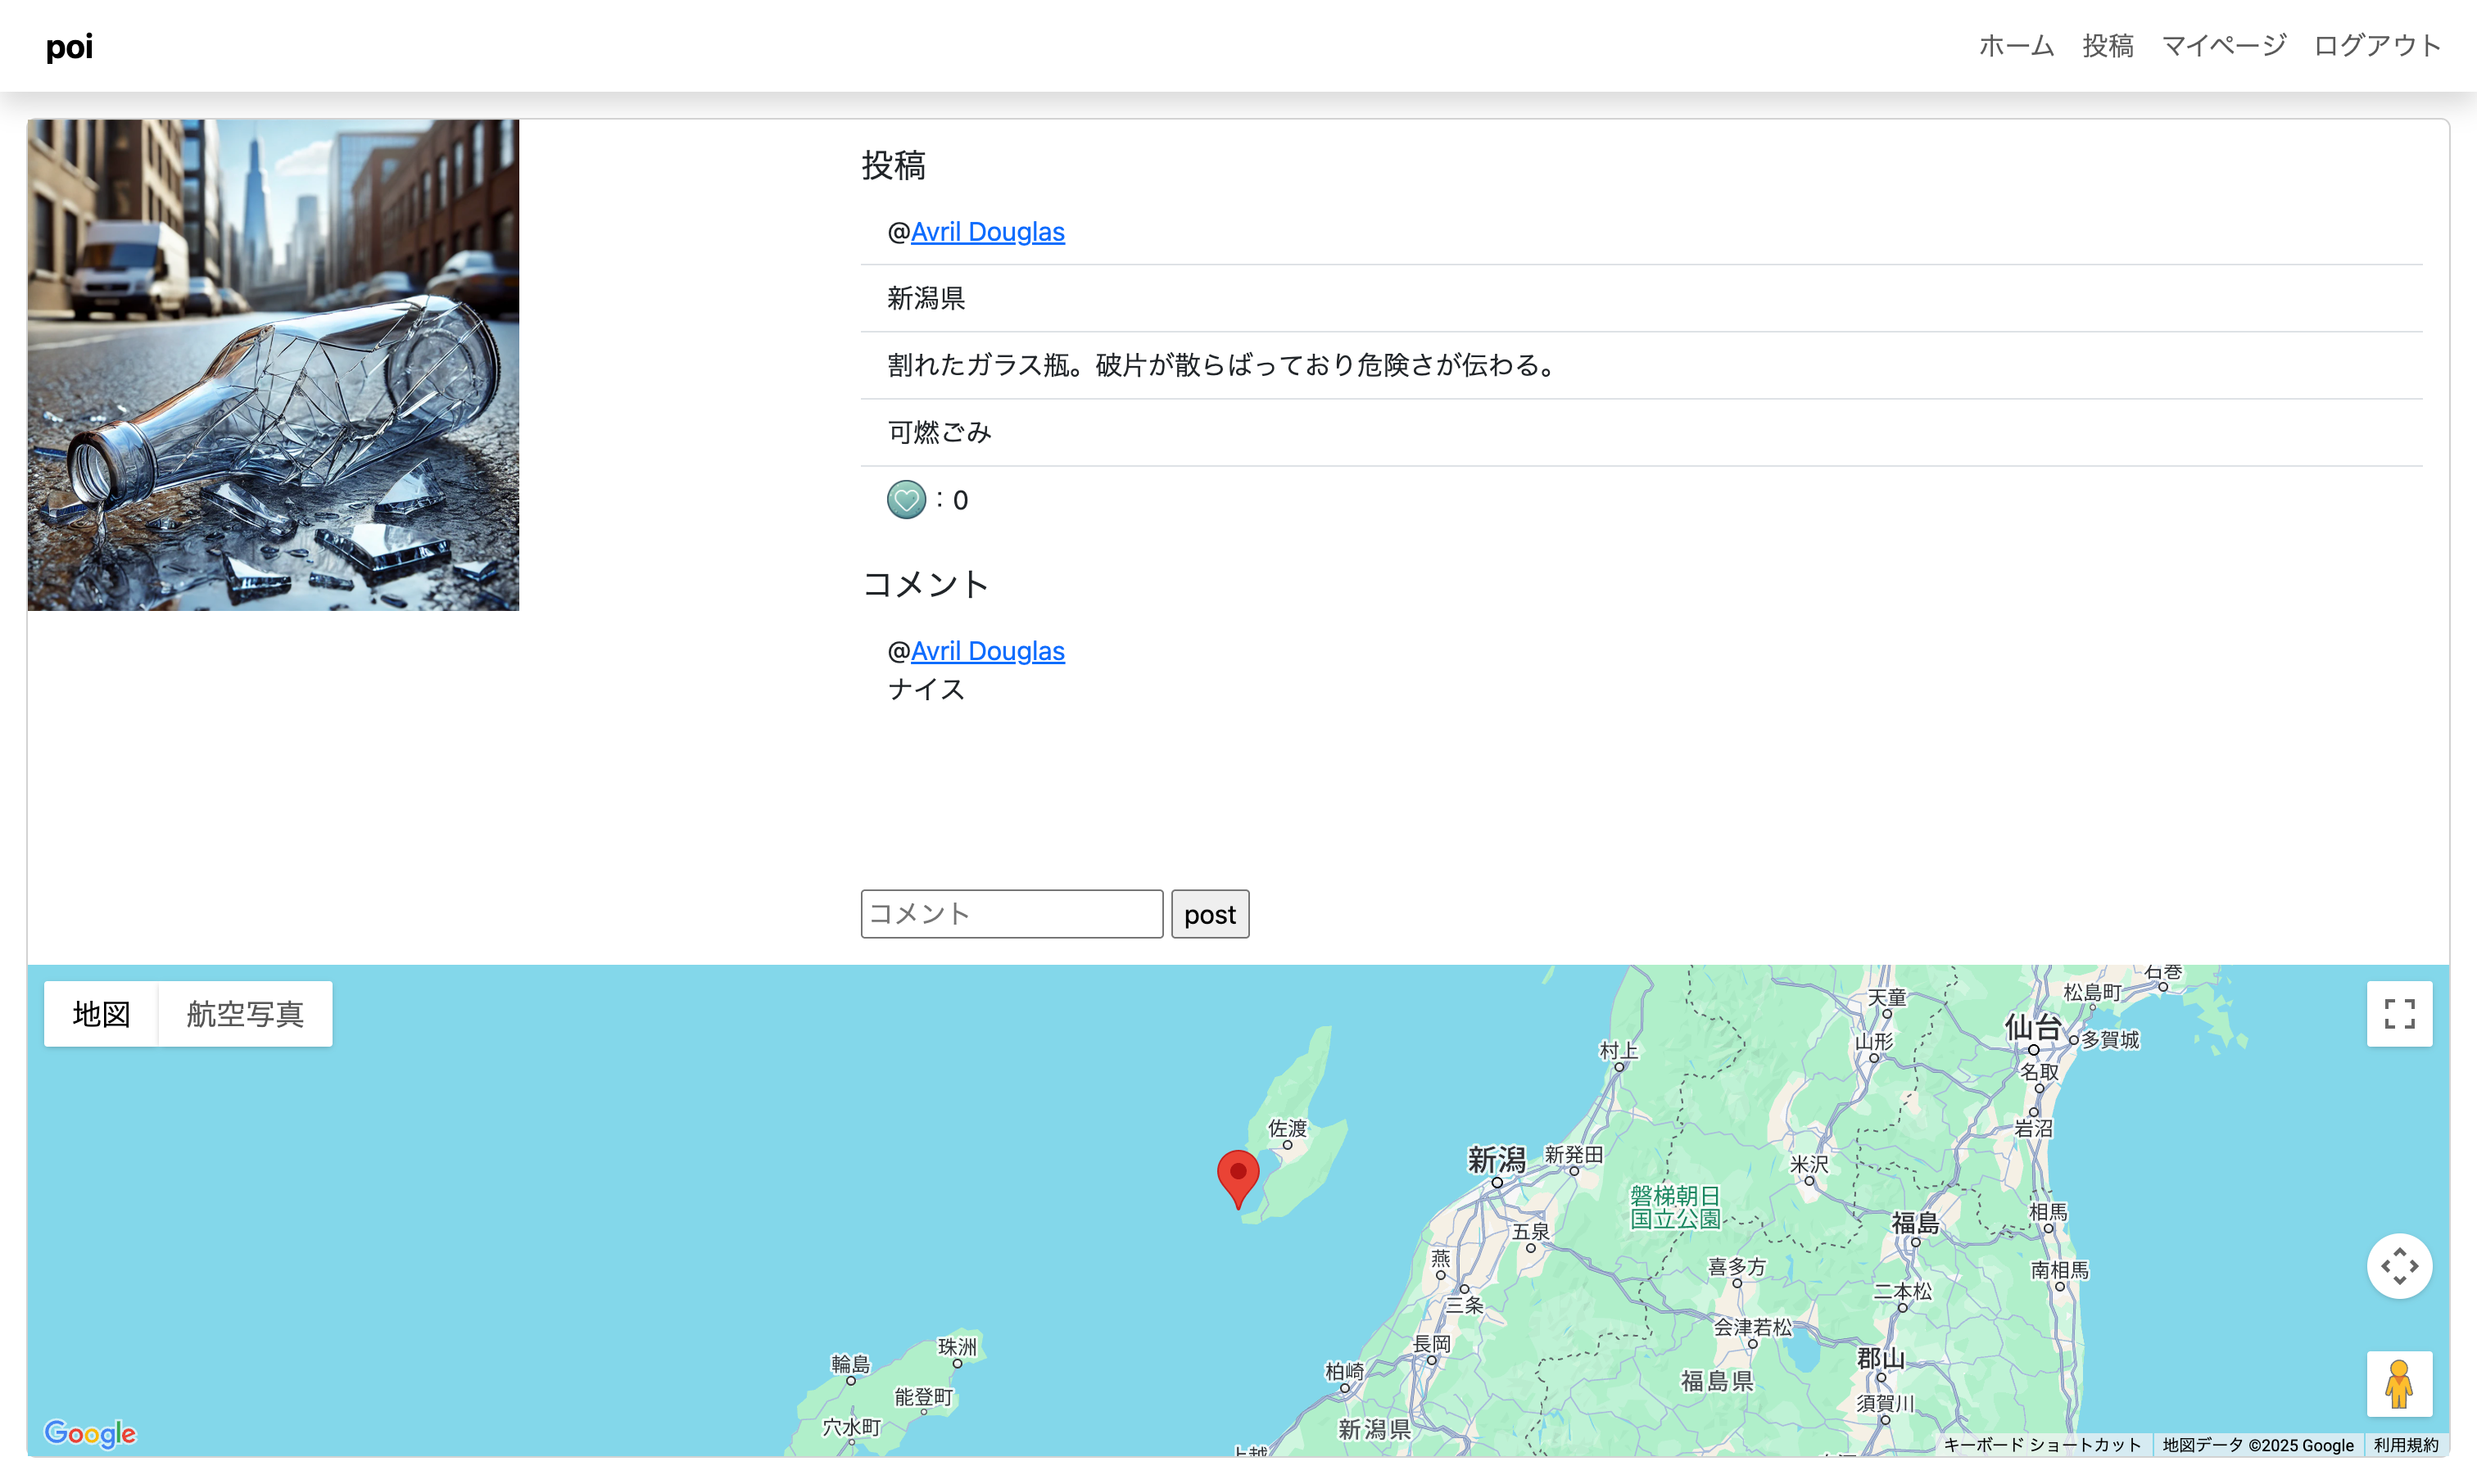 poi
ホーム 投稿 マイページ ログアウト
投稿
@Avril Douglas
新潟県
割れたガラス瓶。破片が散らばっており危険さが伝わる。
可燃ごみ
：0
コメント
@Avril Douglas
ナイス
コメント post
地図 航空写真
石巻
松島町
天童
仙台
多賀城
山形
村上
名取
佐渡
岩沼
新潟
新発田
米沢
磐梯朝日
国立公園
相馬
福島
五泉
燕
喜多方
南相馬
二本松
三条
会津若松
長岡
珠洲
郡山
輪島
柏崎
福島県
能登町
須賀川
穴水町
新潟県
上越
Google
キーボード ショートカット 地図データ ©2025 Google 利用規約